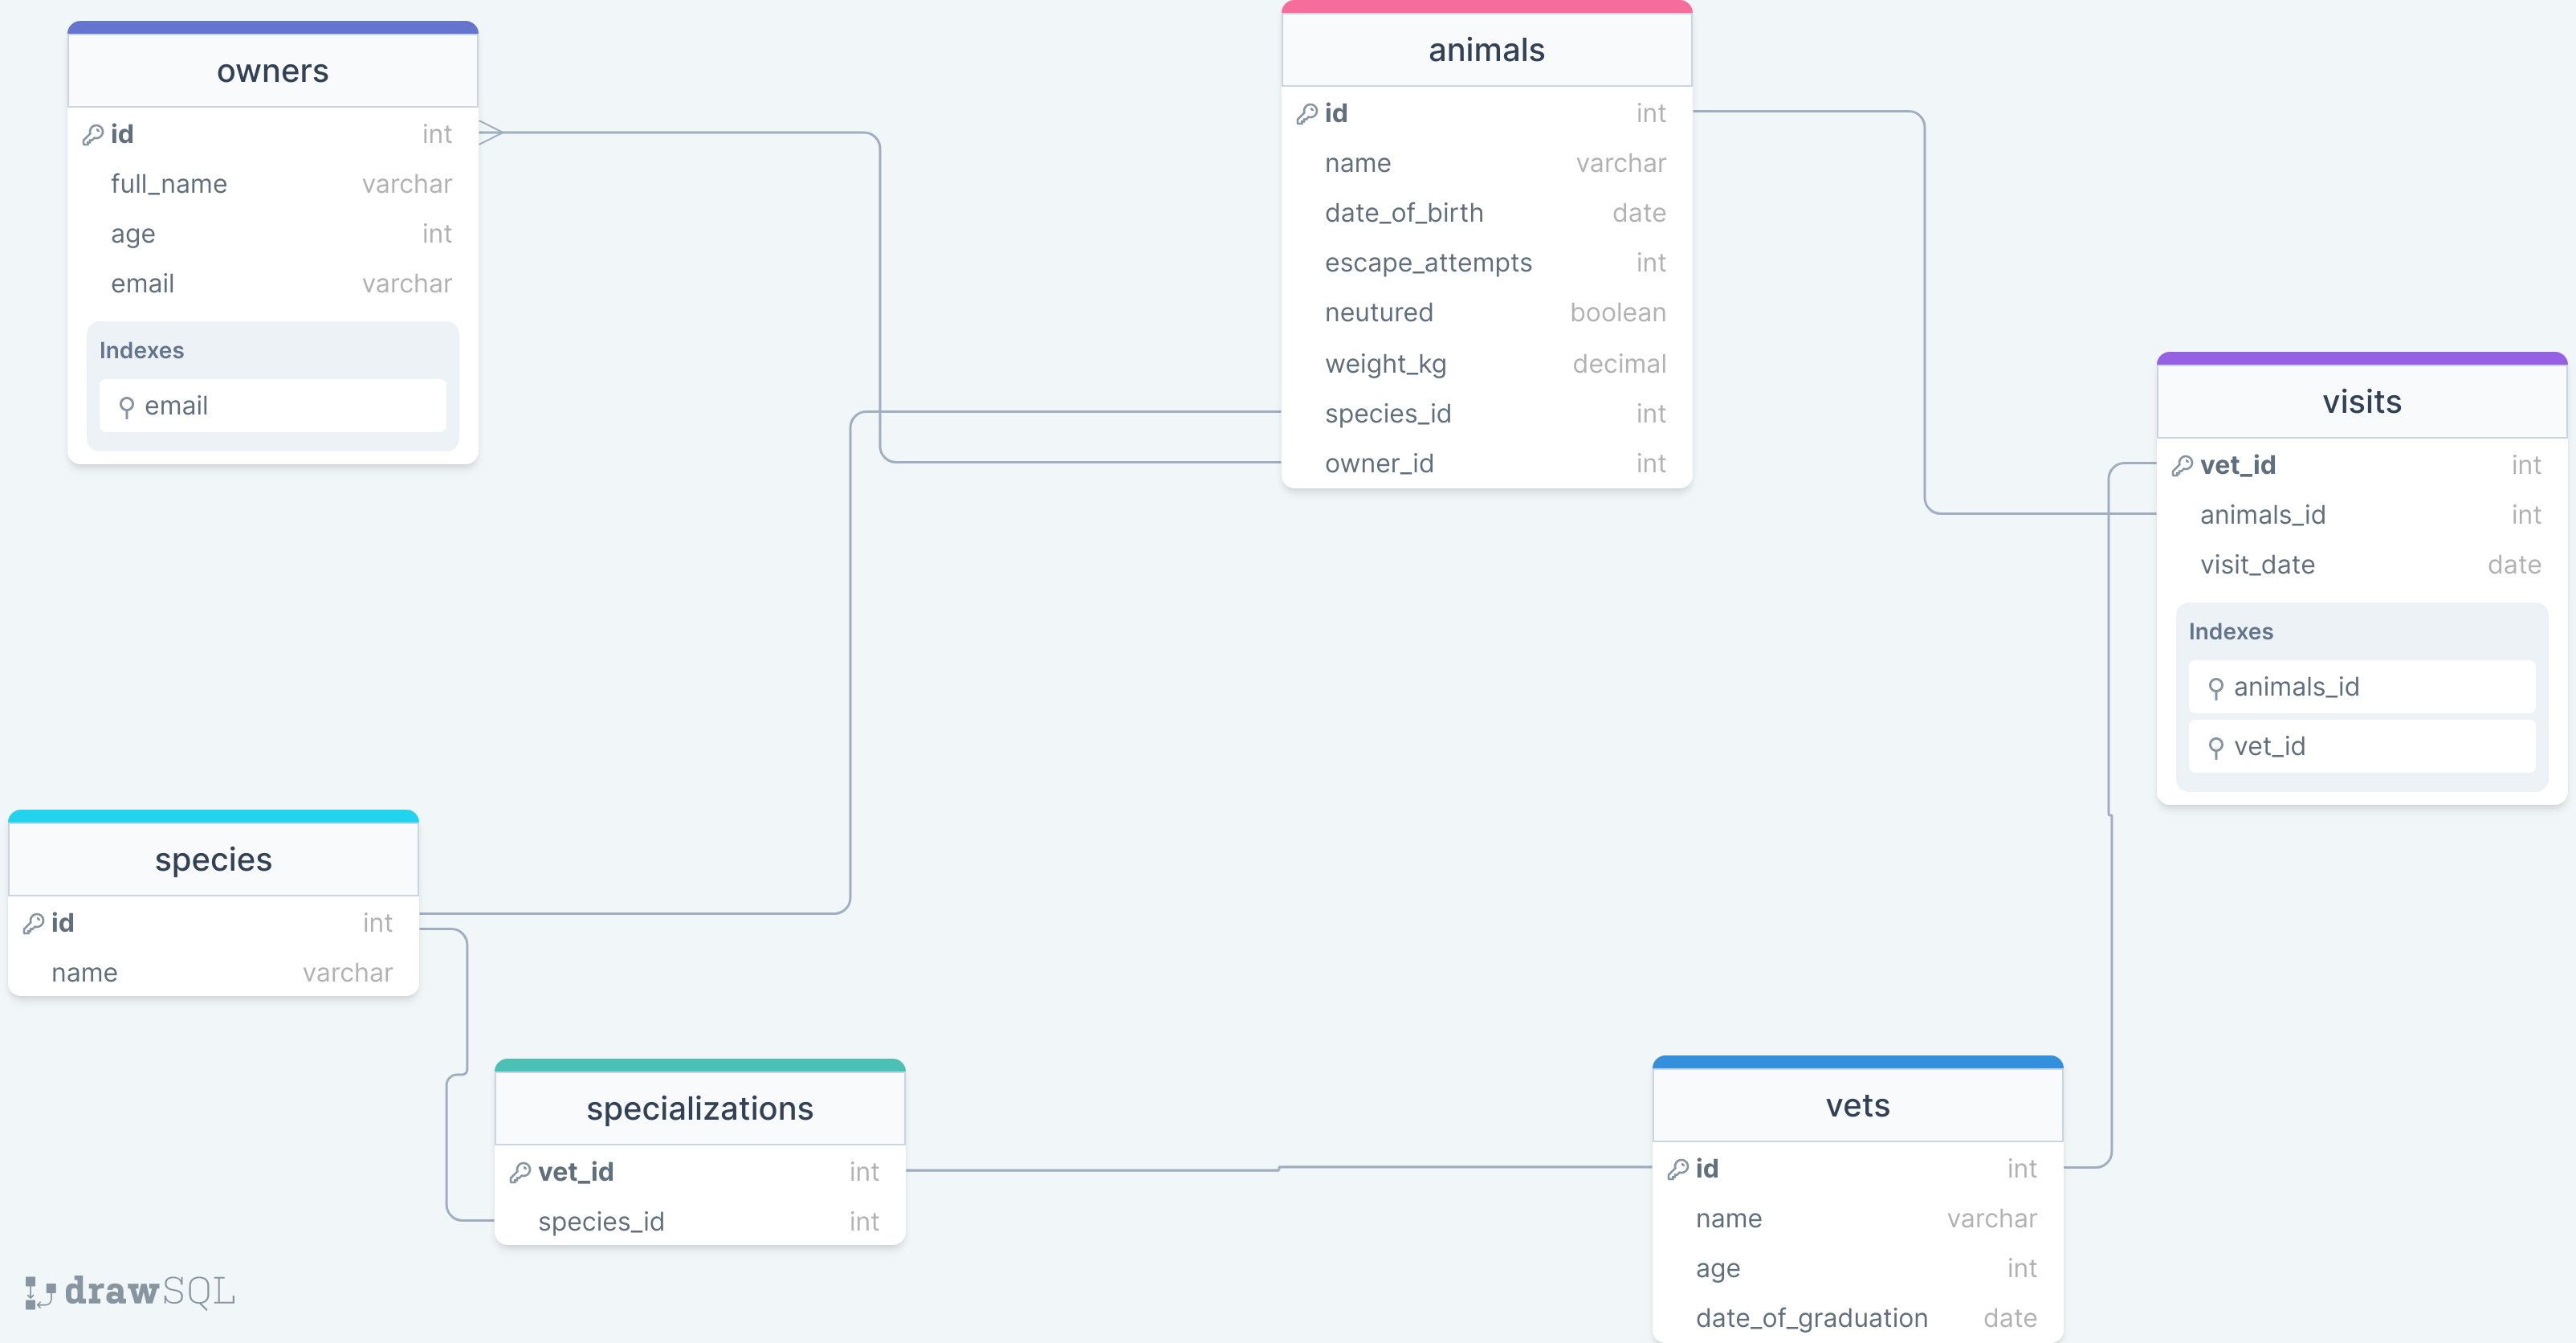 owners
id int
full_name varchar
age int
email varchar
Indexes
email
animals
id int
name varchar
date_of_birth date
escape_attempts int
neutured boolean
weight_kg decimal
species_id int
owner_id int
visits
vet_id int
animals_id int
visit_date date
Indexes
animals_id
vet_id
species
id int
name varchar
specializations
vet_id int
species_id int
vets
id int
name varchar
age int
date_of_graduation date
drawSQL